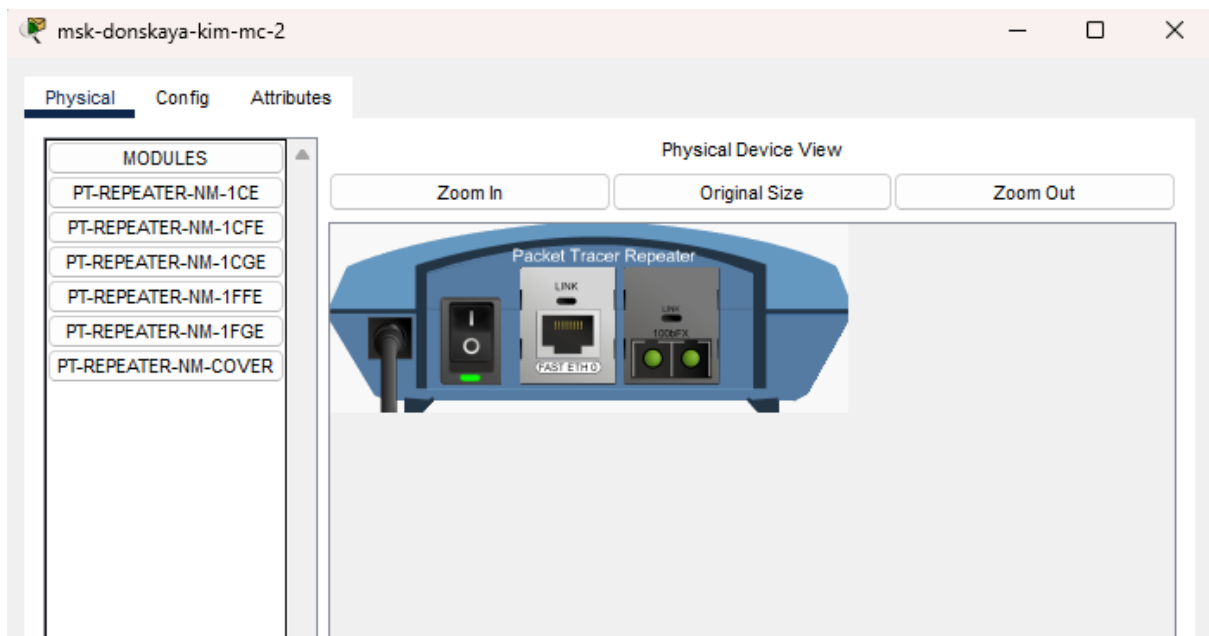 msk-donskaya-kim-mc-2
Physical Config Attributes
MODULES
PT-REPEATER-NM-1CE
PT-REPEATER-NM-1CFE
PT-REPEATER-NM-1CGE
PT-REPEATER-NM-1FFE
PT-REPEATER-NM-1FGE
PT-REPEATER-NM-COVER
Physical Device View
Zoom In Original Size Zoom Out
Packet Tracer Repeater
LINK
FAST ETH 0
LINK
100bFX